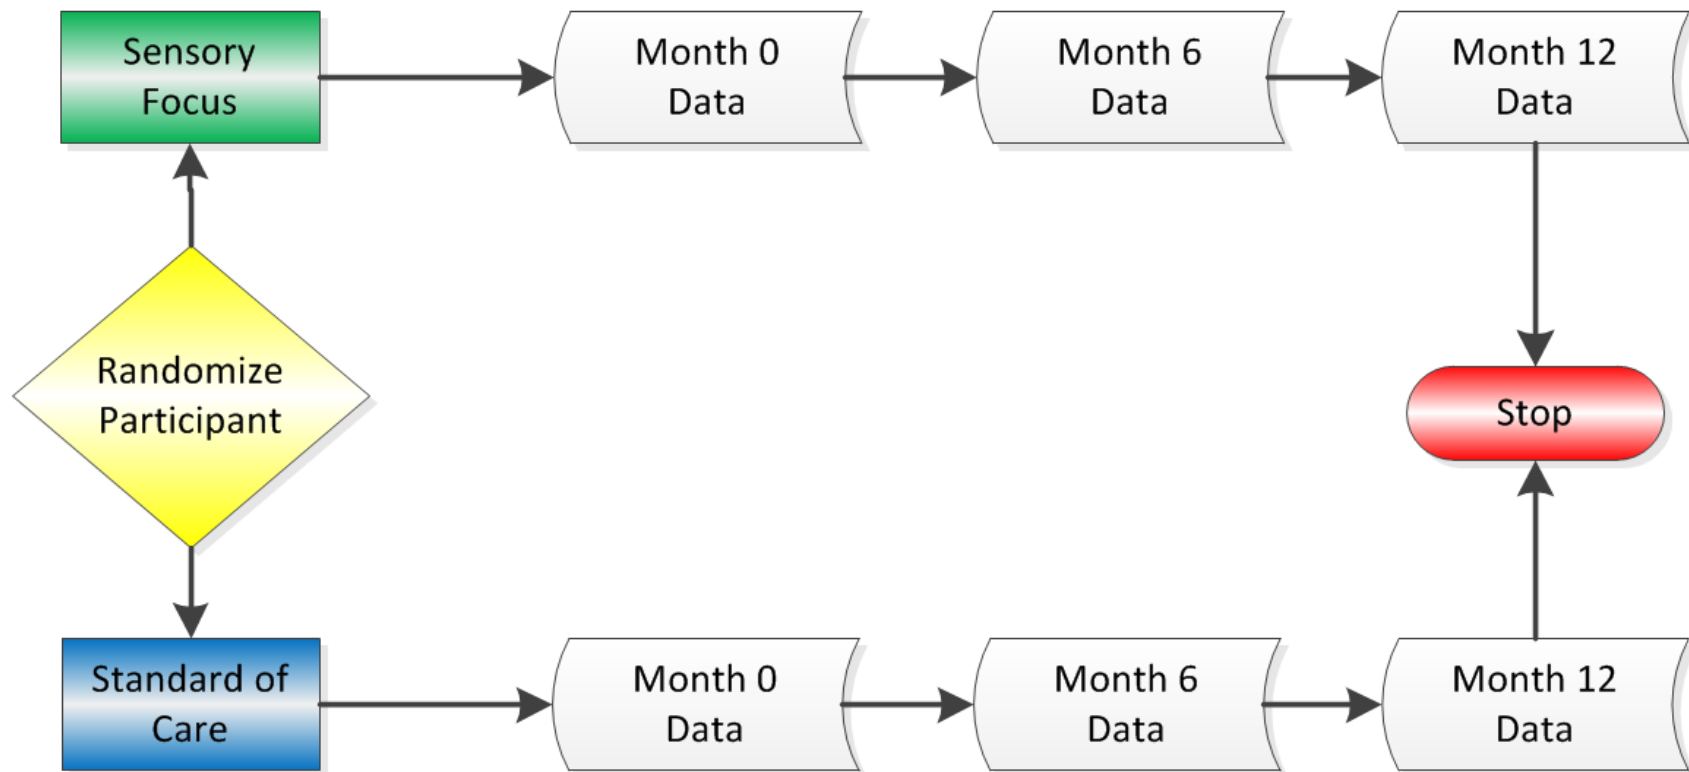 Sensory
Focus
Month 0
Data
Month 6
Data
Month 12
Data
Randomize
Participant
Stop
Standard of
Care
Month 0
Data
Month 6
Data
Month 12
Data